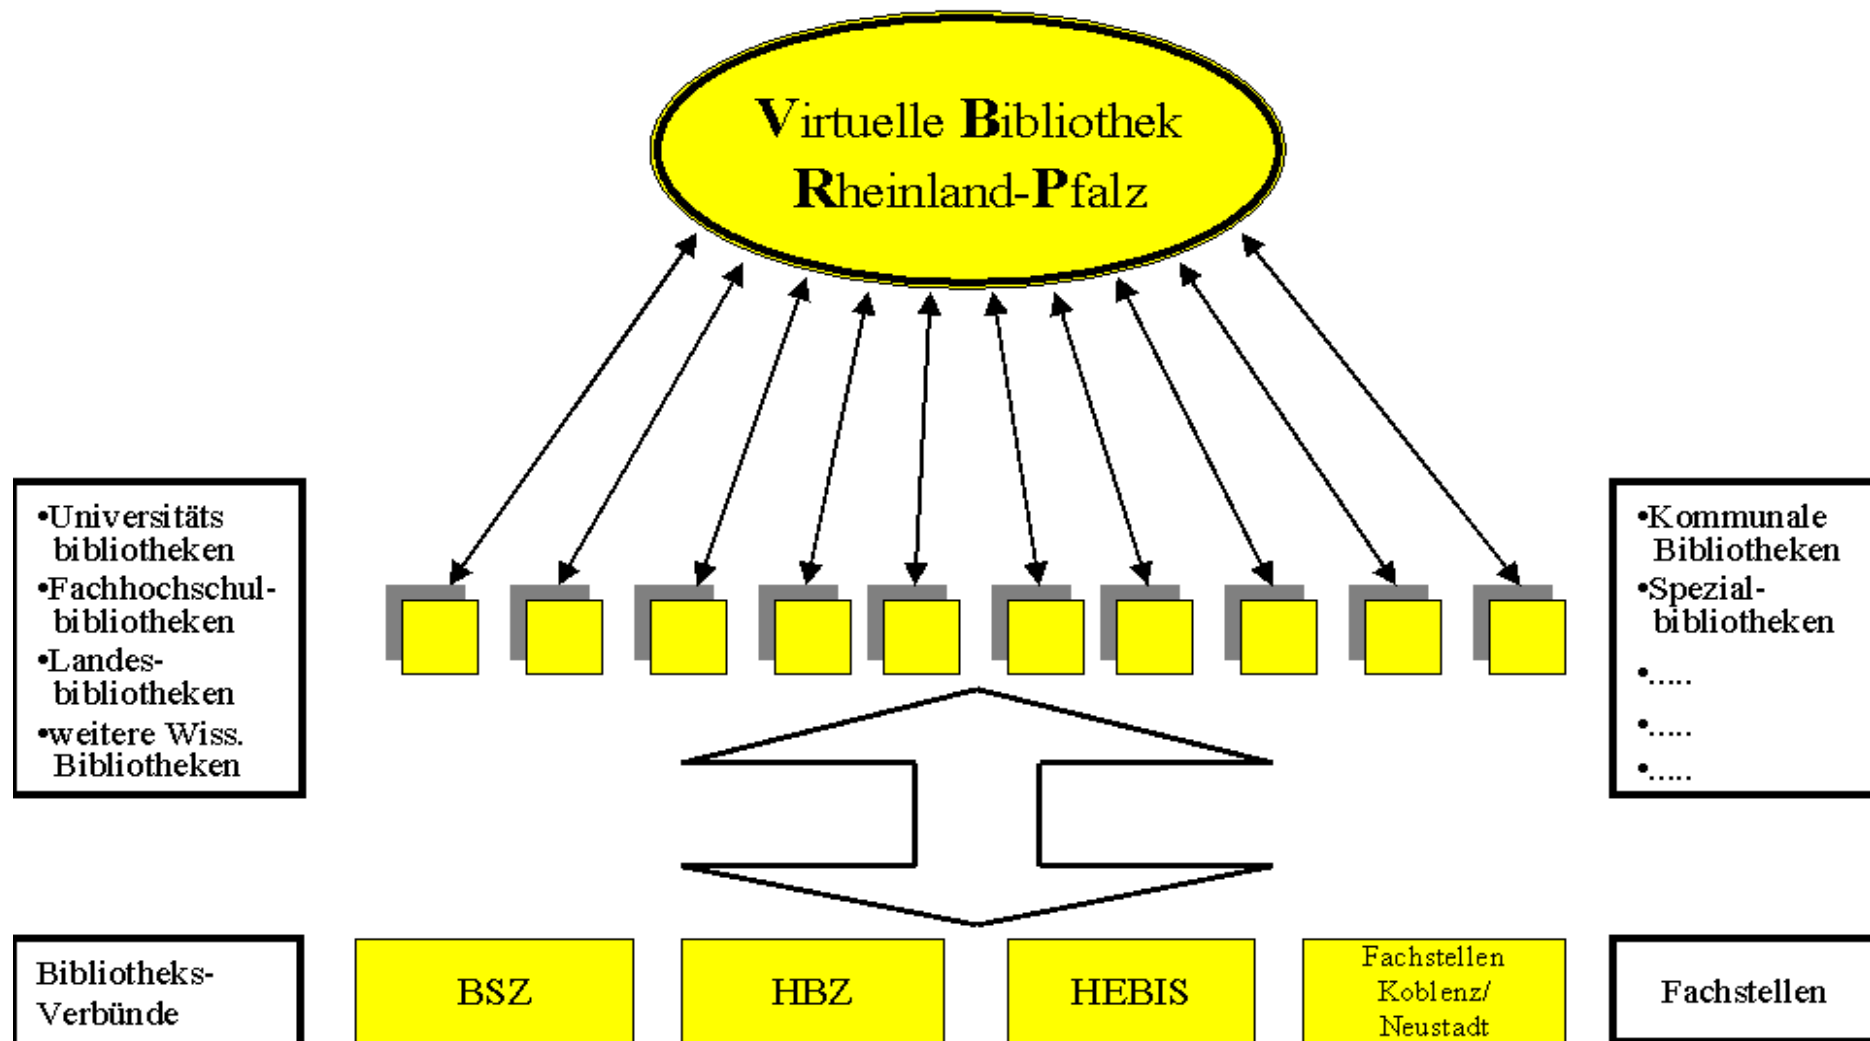 Virtuelle Bibliothek
Rheinland-Pfalz
•Universitäts
bibliotheken
•Fachhochschul-
bibliotheken
•Landes-
bibliotheken
•weitere Wiss.
Bibliotheken
•Kommunale
Bibliotheken
•Spezial-
bibliotheken
•.....
•.....
•.....
Bibliotheks-
Verbünde
BSZ
HBZ
HEBIS
Fachstellen
Koblenz/
Neustadt
Fachstellen